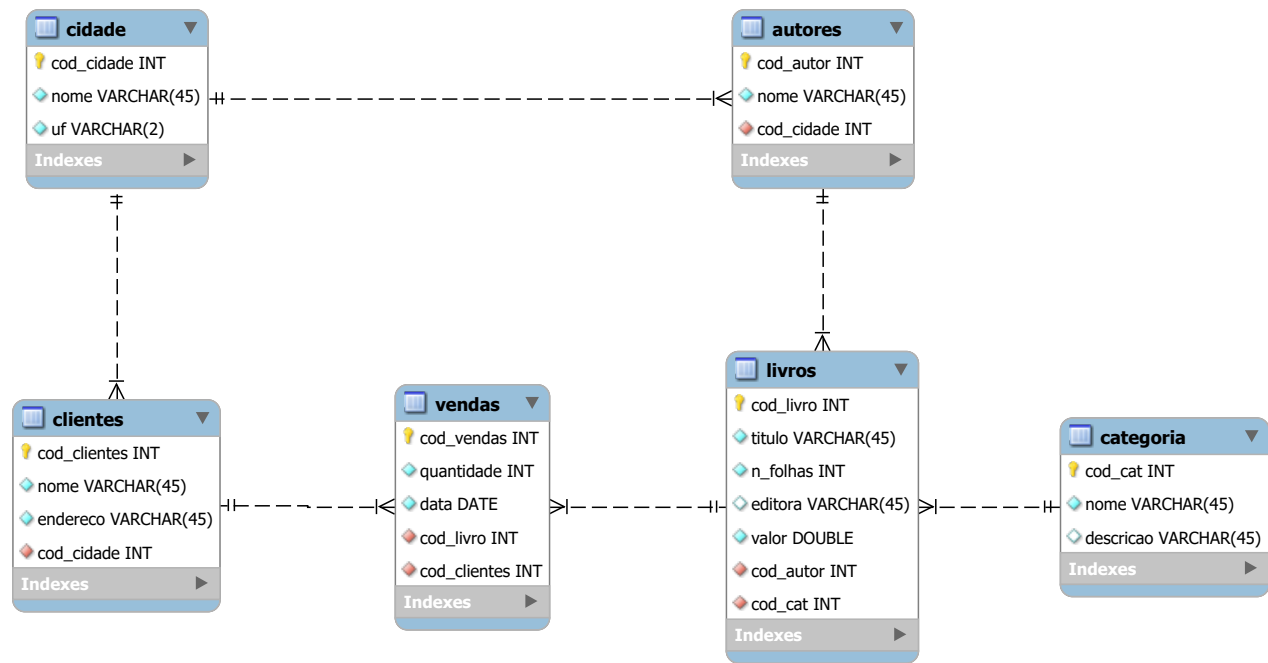 cidade
cod_cidade INT
nome VARCHAR(45)
uf VARCHAR(2)
Indexes
autores
cod_autor INT
nome VARCHAR(45)
cod_cidade INT
Indexes
clientes
cod_clientes INT
nome VARCHAR(45)
endereco VARCHAR(45)
cod_cidade INT
Indexes
vendas
cod_vendas INT
quantidade INT
data DATE
cod_livro INT
cod_clientes INT
Indexes
livros
cod_livro INT
titulo VARCHAR(45)
n_folhas INT
editora VARCHAR(45)
valor DOUBLE
cod_autor INT
cod_cat INT
Indexes
categoria
cod_cat INT
nome VARCHAR(45)
descricao VARCHAR(45)
Indexes